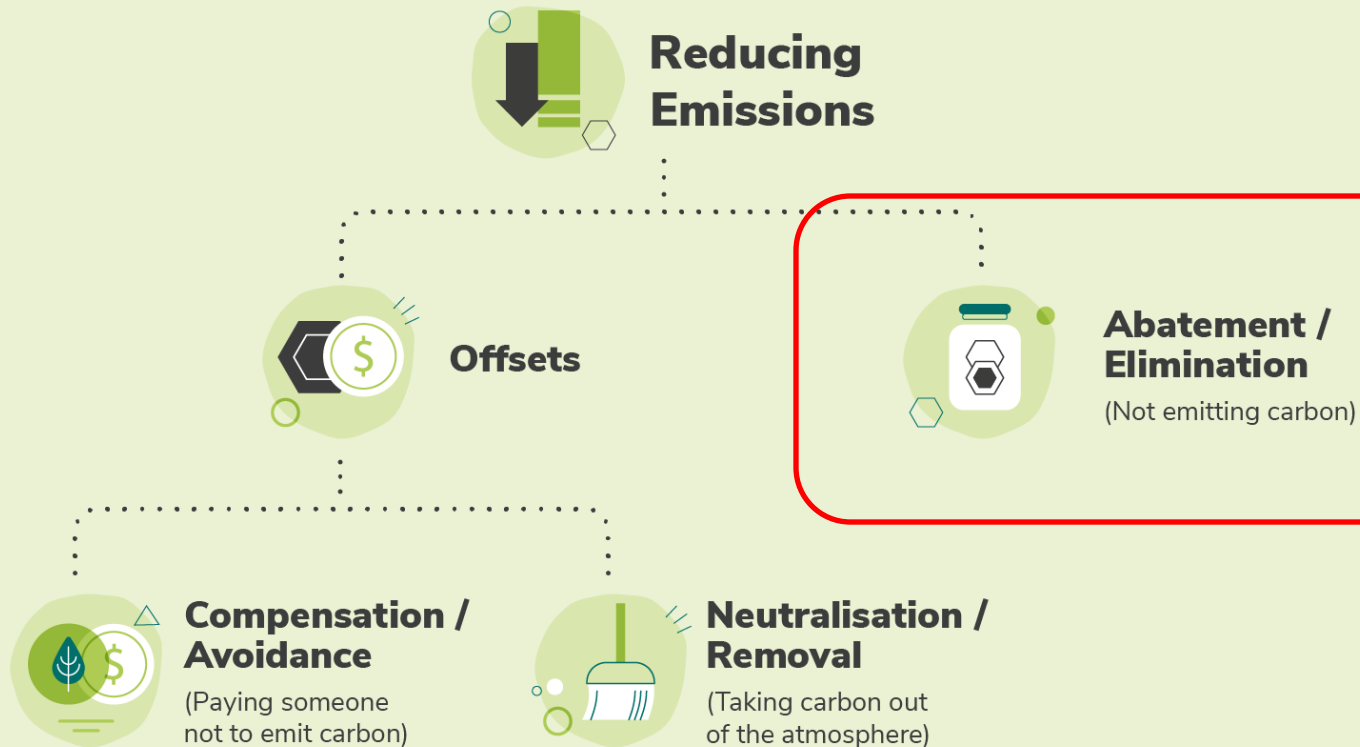 Reducing
Emissions
$
Offsets
Abatement /
Elimination
(Not emitting carbon)
$
Compensation /
Avoidance
(Paying someone
not to emit carbon)
Neutralisation /
Removal
(Taking carbon out
of the atmosphere)